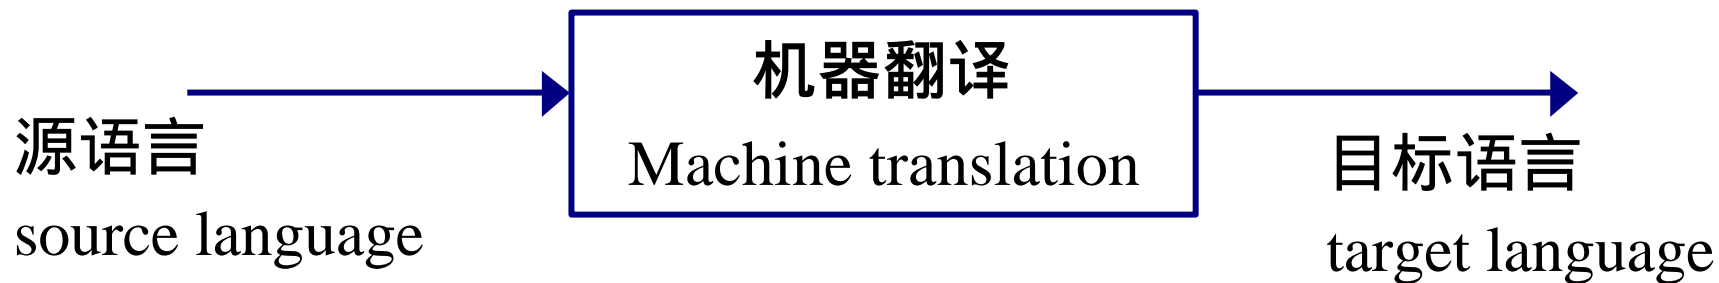 源语言
source language
机器翻译
Machine translation
目标语言
target language